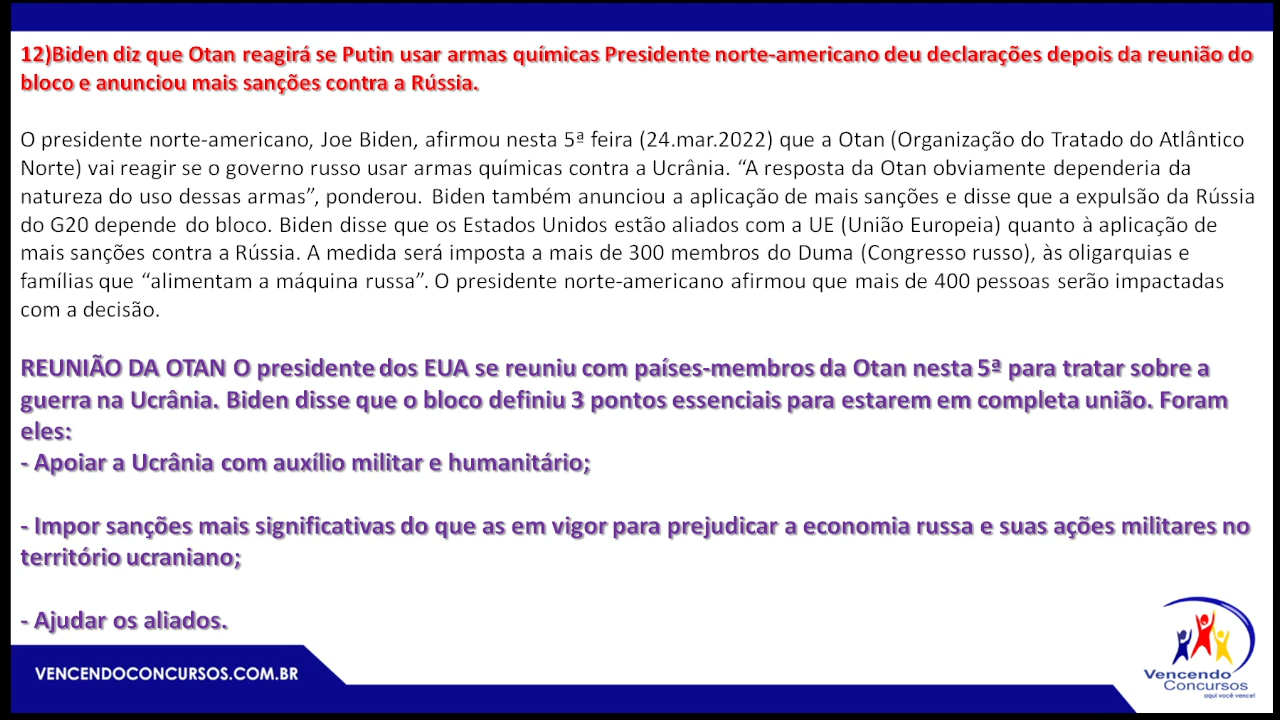 12)Biden diz que Otan reagirá se Putin usar armas químicas Presidente norte-americano deu declarações depois da reunião do
bloco e anunciou mais sanções contra a Rússia.
O presidente norte-americano, Joe Biden, afirmou nesta 5ª feira (24.mar.2022) que a Otan (Organização do Tratado do Atlântico
Norte) vai reagir se o governo russo usar armas químicas contra a Ucrânia. “A resposta da Otan obviamente dependeria da
natureza do uso dessas armas”, ponderou. Biden também anunciou a aplicação de mais sanções e disse que a expulsão da Rússia
do G20 depende do bloco. Biden disse que os Estados Unidos estão aliados com a UE (União Europeia) quanto à aplicação de
mais sanções contra a Rússia. A medida será imposta a mais de 300 membros do Duma (Congresso russo), às oligarquias e
famílias que “alimentam a máquina russa”. O presidente norte-americano afirmou que mais de 400 pessoas serão impactadas
com a decisão.
REUNIÃO DA OTAN O presidente dos EUA se reuniu com países-membros da Otan nesta 5ª para tratar sobre a
guerra na Ucrânia. Biden disse que o bloco definiu 3 pontos essenciais para estarem em completa união. Foram
eles:
- Apoiar a Ucrânia com auxílio militar e humanitário;
- Impor sanções mais significativas do que as em vigor para prejudicar a economia russa e suas ações militares no
território ucraniano;
- Ajudar os aliados.
VENCENDOCONCURSOS.COM.BR
Vencendo
Concursos
aqui você vence!